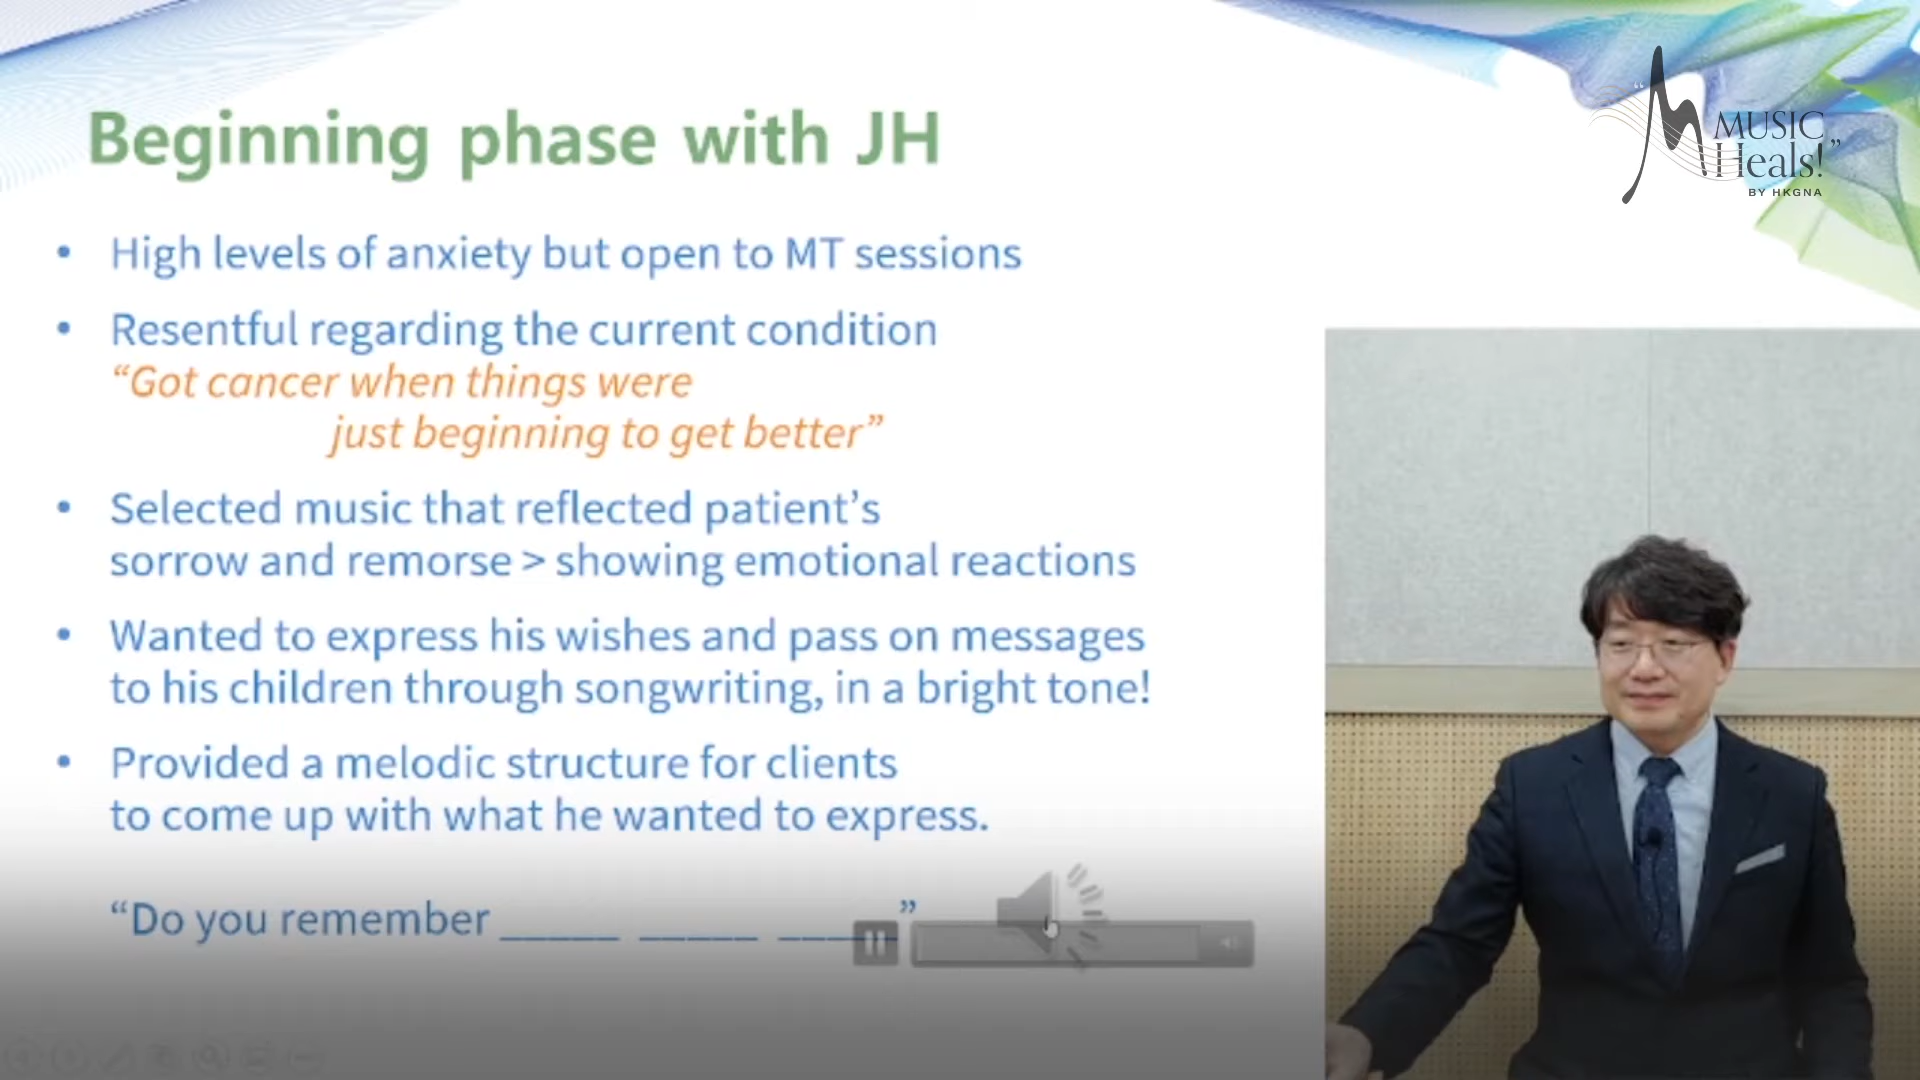 Beginning phase with JH
“MUSIC
Heals!”
BY HKGNA
• High levels of anxiety but open to MT sessions
• Resentful regarding the current condition
“Got cancer when things were
just beginning to get better”
• Selected music that reflected patient’s
sorrow and remorse > showing emotional reactions
• Wanted to express his wishes and pass on messages
to his children through songwriting, in a bright tone!
• Provided a melodic structure for clients
to come up with what he wanted to express.
“Do you remember _____ _____ _____”